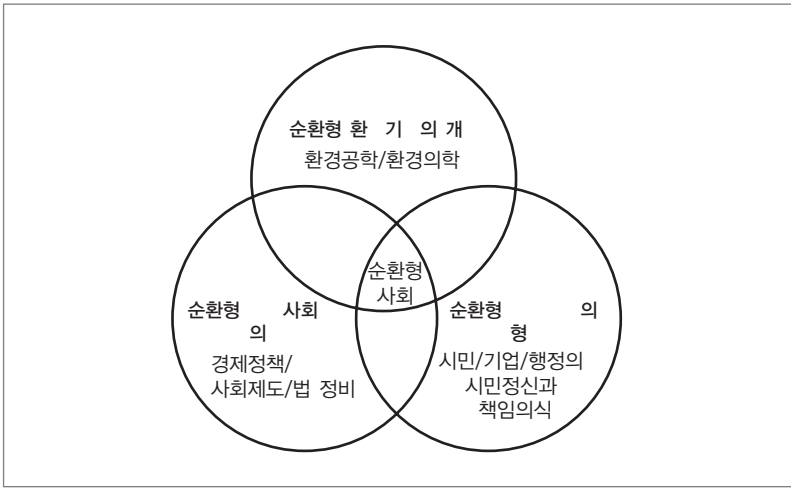 순환형 환 기 의 개
환경공학/환경의학
순환형
사회
순환형 사회
의
경제정책/
사회제도/법 정비
순환형 의
형
시민/기업/행정의
시민정신과
책임의식